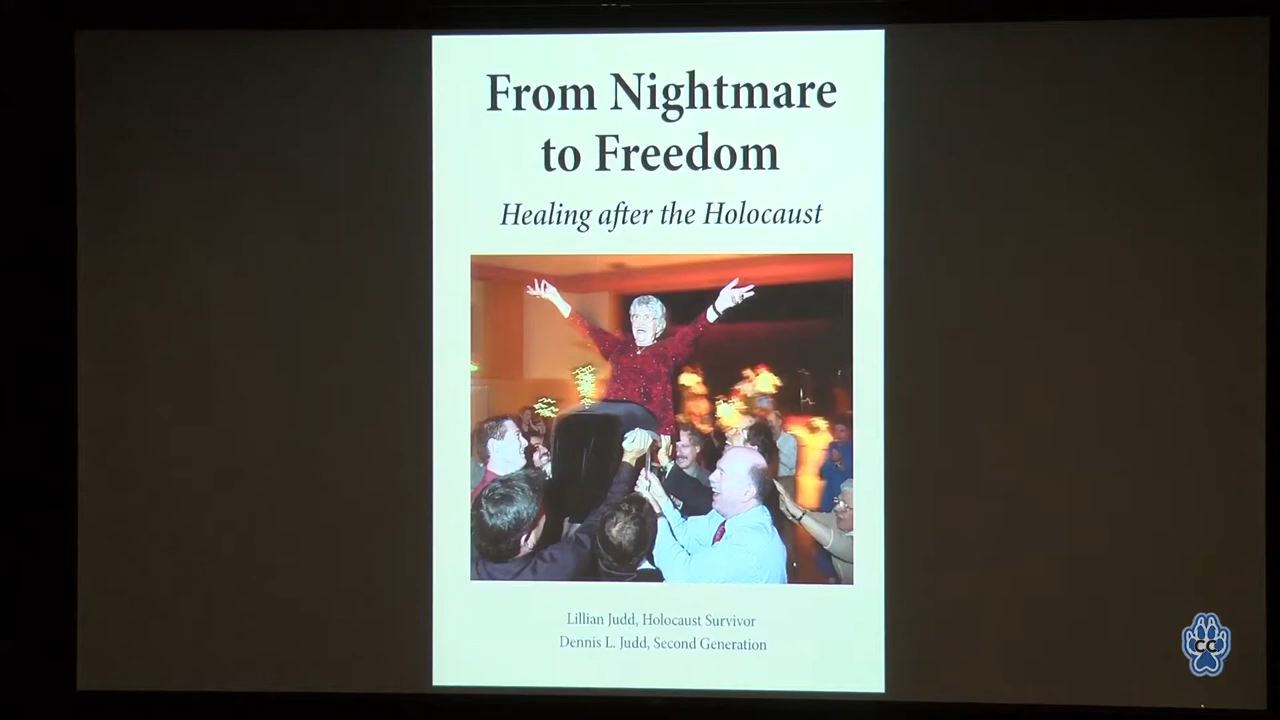 From Nightmare
to Freedom
Healing after the Holocaust
Lillian Judd, Holocaust Survivor
Dennis L. Judd, Second Generation
CC